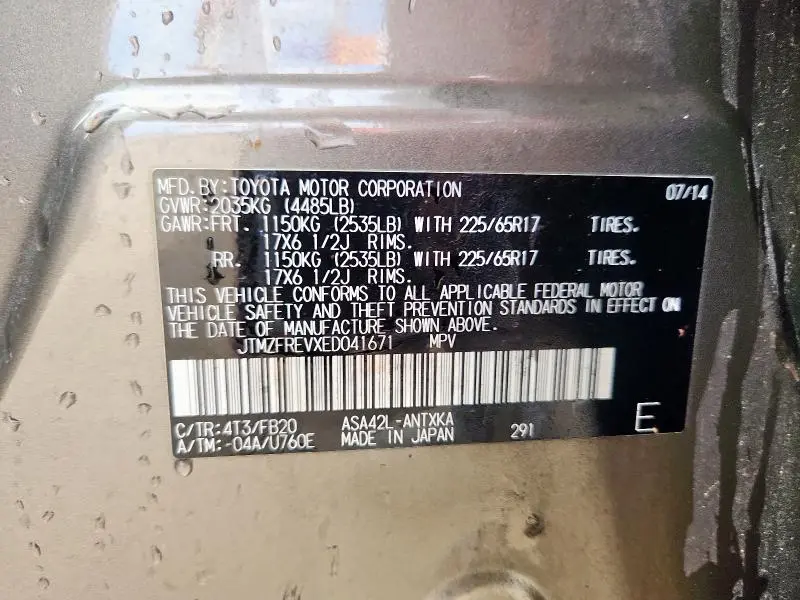 MFD. BY: TOYOTA MOTOR CORPORATION 07/14
GVWR: 2035KG (4485LB)
GAWR: FRT. 1150KG (2535LB) WITH 225/65R17 TIRES.
17X6 1/2J RIMS.
RR. 1150KG (2535LB) WITH 225/65R17 TIRES.
17X6 1/2J RIMS.
THIS VEHICLE CONFORMS TO ALL APPLICABLE FEDERAL MOTOR
VEHICLE SAFETY AND THEFT PREVENTION STANDARDS IN EFFECT ON
THE DATE OF MANUFACTURE SHOWN ABOVE.
JTMZFREVXED041671 MPV
C/TR: 4T3/FB20 ASA42L-ANTXKA
A/TM: -04A/U760E MADE IN JAPAN 291 E